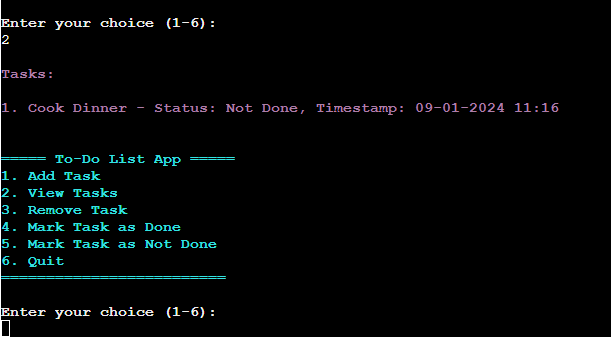 Enter your choice (1-6):
2
Tasks:
1. Cook Dinner - Status: Not Done, Timestamp: 09-01-2024 11:16
===== To-Do List App =====
1. Add Task
2. View Tasks
3. Remove Task
4. Mark Task as Done
5. Mark Task as Not Done
6. Quit
=========================
Enter your choice (1-6):